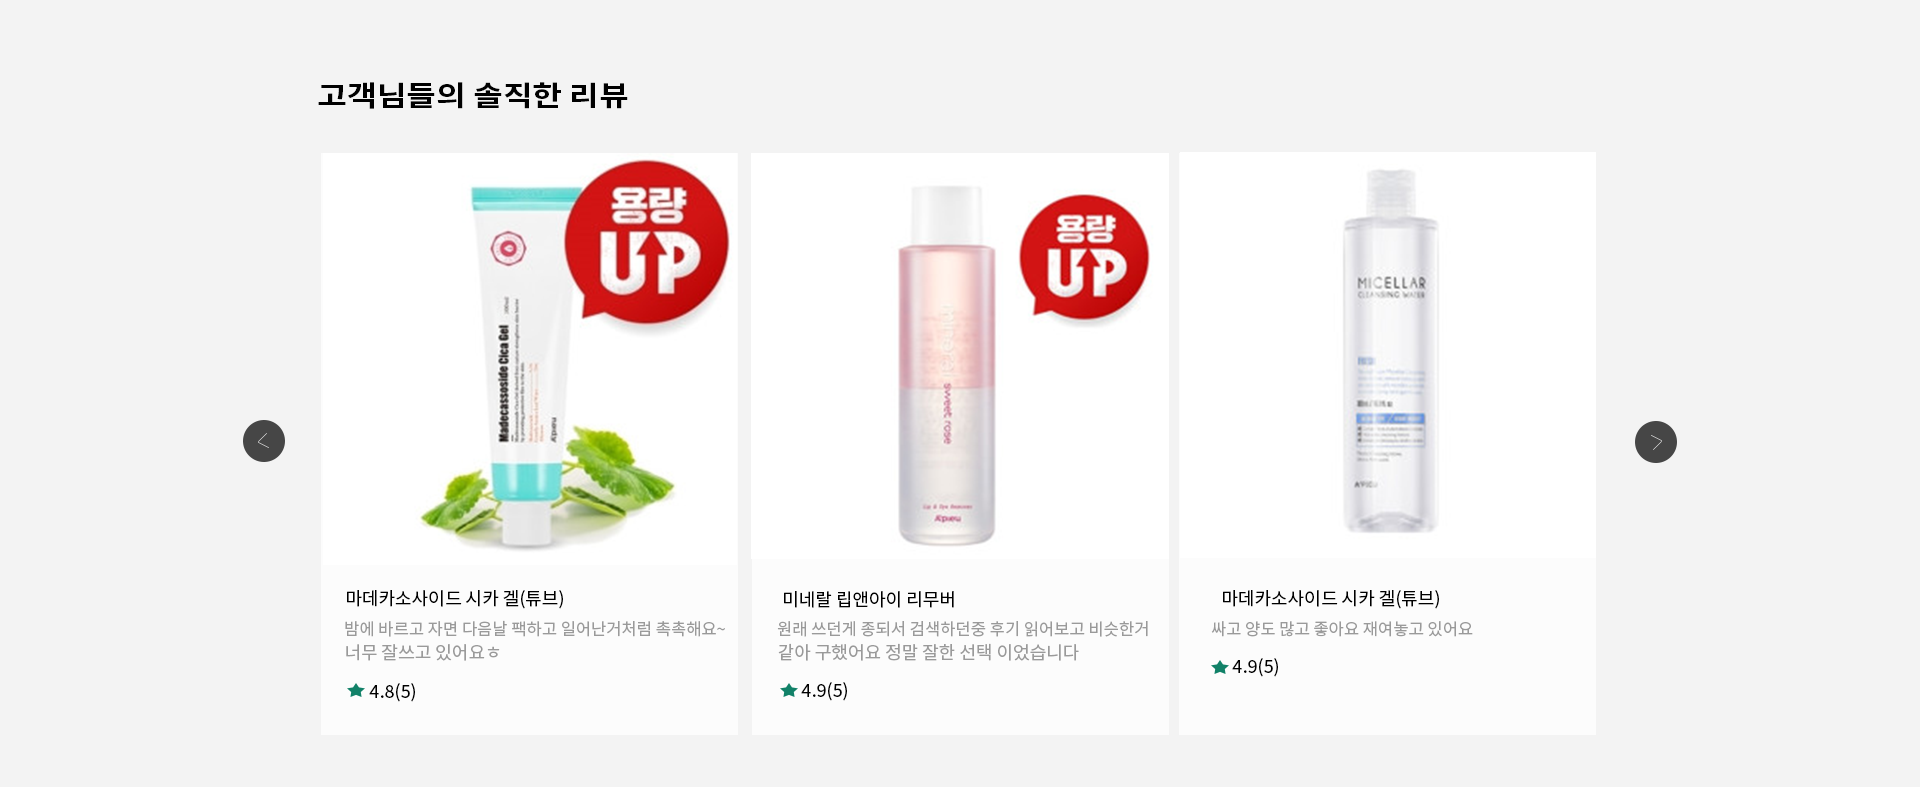 고객님들의 솔직한 리뷰
용량
UP
Madecassoside Cica Gel
A'pieu
마데카소사이드 시카 겔(튜브)
밤에 바르고 자면 다음날 팩하고 일어난거처럼 촉촉해요~
너무 잘쓰고 있어요ㅎ
4.8(5)
용량
UP
mineral
sweet rose
Lip & Eye Remover
A'pieu
미네랄 립앤아이 리무버
원래 쓰던게 종되서 검색하던중 후기 읽어보고 비슷한거
같아 구했어요 정말 잘한 선택 이었습니다
4.9(5)
MICELLAR
CLEANSING WATER
FRESH
A'PIEU
마데카소사이드 시카 겔(튜브)
싸고 양도 많고 좋아요 재여놓고 있어요
4.9(5)